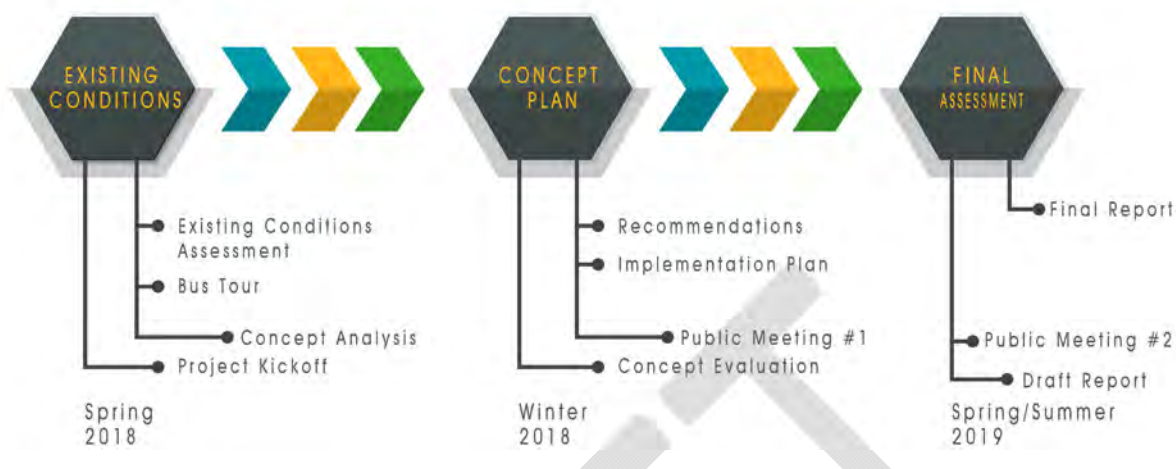 EXISTING
CONDITIONS
Existing Conditions
Assessment
Bus Tour
Concept Analysis
Project Kickoff
Spring
2018
CONCEPT
PLAN
Recommendations
Implementation Plan
Public Meeting #1
Concept Evaluation
Winter
2018
FINAL
ASSESSMENT
Final Report
Public Meeting #2
Draft Report
Spring/Summer
2019